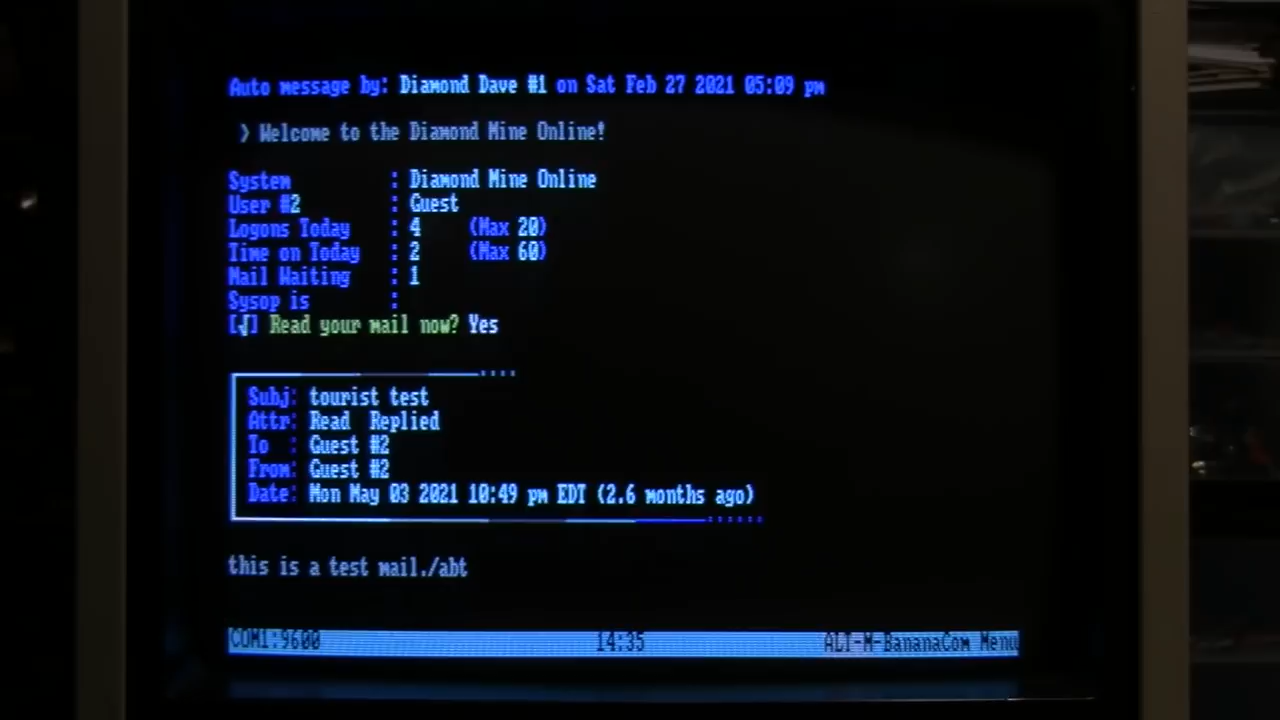 Auto message by: Diamond Dave #1 on Sat Feb 27 2021 05:09 pm
> Welcome to the Diamond Mine Online!
System : Diamond Mine Online
User #2 : Guest
Logons Today : 4 (Max 20)
Time on Today : 2 (Max 60)
Mail Waiting : 1
Sysop is :
[√] Read your mail now? Yes
Subj: tourist test
Attr: Read Replied
To : Guest #2
From: Guest #2
Date: Mon May 03 2021 10:49 pm EDT (2.6 months ago)
this is a test mail./abt
COM1:9600 14:35 ALT-M-BananaCom Menu